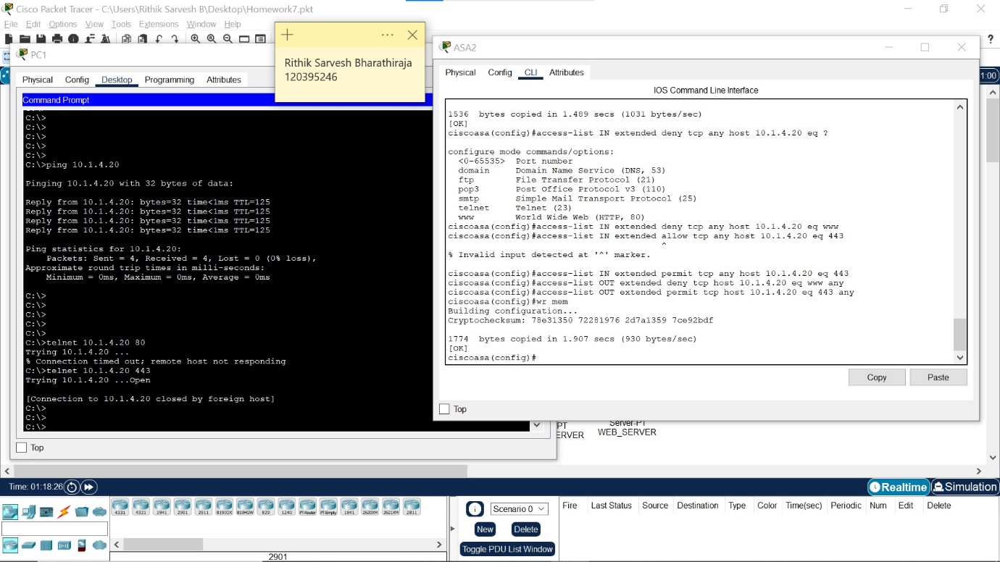 Cisco Packet Tracer - C:\Users\Rithik Sarvesh B\Desktop\Homework7.pkt
File Edit Options View Tools Extensions Window Help
PC1
Physical Config Desktop Programming Attributes
Command Prompt
C:\>
C:\>
C:\>
C:\>
C:\>
C:\>ping 10.1.4.20
Pinging 10.1.4.20 with 32 bytes of data:
Reply from 10.1.4.20: bytes=32 time<1ms TTL=125
Reply from 10.1.4.20: bytes=32 time<1ms TTL=125
Reply from 10.1.4.20: bytes=32 time<1ms TTL=125
Reply from 10.1.4.20: bytes=32 time<1ms TTL=125
Ping statistics for 10.1.4.20:
Packets: Sent = 4, Received = 4, Lost = 0 (0% loss),
Approximate round trip times in milli-seconds:
Minimum = 0ms, Maximum = 0ms, Average = 0ms
C:\>
C:\>
C:\>
C:\>
C:\>
C:\>telnet 10.1.4.20 80
Trying 10.1.4.20 ...
% Connection timed out; remote host not responding
C:\>telnet 10.1.4.20 443
Trying 10.1.4.20 ...Open
[Connection to 10.1.4.20 closed by foreign host]
C:\>
C:\>
C:\>
Top
Rithik Sarvesh Bharathiraja
120395246
ASA2
Physical Config CLI Attributes
IOS Command Line Interface
1536 bytes copied in 1.489 secs (1031 bytes/sec)
[OK]
ciscoasa(config)#access-list IN extended deny tcp any host 10.1.4.20 eq ?
configure mode commands/options:
<0-65535> Port number
domain Domain Name Service (DNS, 53)
ftp File Transfer Protocol (21)
pop3 Post Office Protocol v3 (110)
smtp Simple Mail Transport Protocol (25)
telnet Telnet (23)
www World Wide Web (HTTP, 80)
ciscoasa(config)#access-list IN extended deny tcp any host 10.1.4.20 eq www
ciscoasa(config)#access-list IN extended allow tcp any host 10.1.4.20 eq 443
^
% Invalid input detected at '^' marker.
ciscoasa(config)#access-list IN extended permit tcp any host 10.1.4.20 eq 443
ciscoasa(config)#access-list OUT extended deny tcp host 10.1.4.20 eq www any
ciscoasa(config)#access-list OUT extended permit tcp host 10.1.4.20 eq 443 any
ciscoasa(config)#wr mem
Building configuration...
Cryptochecksum: 78e31350 72281976 2d7a1359 7ce92bdf
1774 bytes copied in 1.907 secs (930 bytes/sec)
[OK]
ciscoasa(config)#
Copy Paste
Top
1:00
PT
ERVER
Server-PT
WEB_SERVER
Time: 01:18:26
Realtime Simulation
4331 4321 1941 2901 2911 819IOX 819HGW 829 1240 PT-Router PT-Empty 1841 2620XM 2621XM 2811
2901
Scenario 0
New Delete
Toggle PDU List Window
Fire Last Status Source Destination Type Color Time(sec) Periodic Num Edit Delete